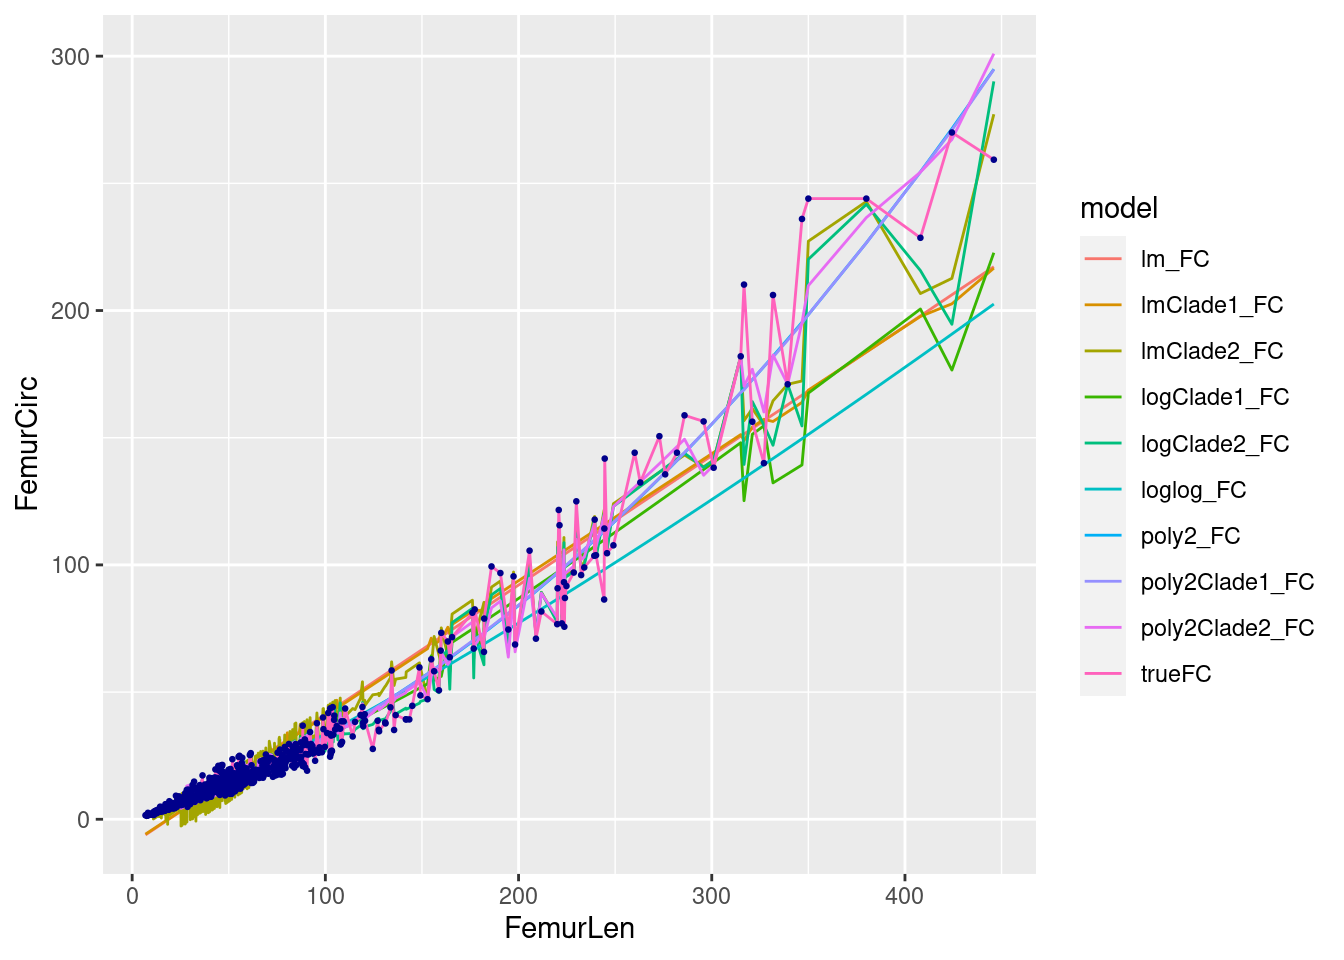 300
200
100
0
FemurCirc
0 100 200 300 400
FemurLen
model
lm_FC
lmClade1_FC
lmClade2_FC
logClade1_FC
logClade2_FC
loglog_FC
poly2_FC
poly2Clade1_FC
poly2Clade2_FC
trueFC